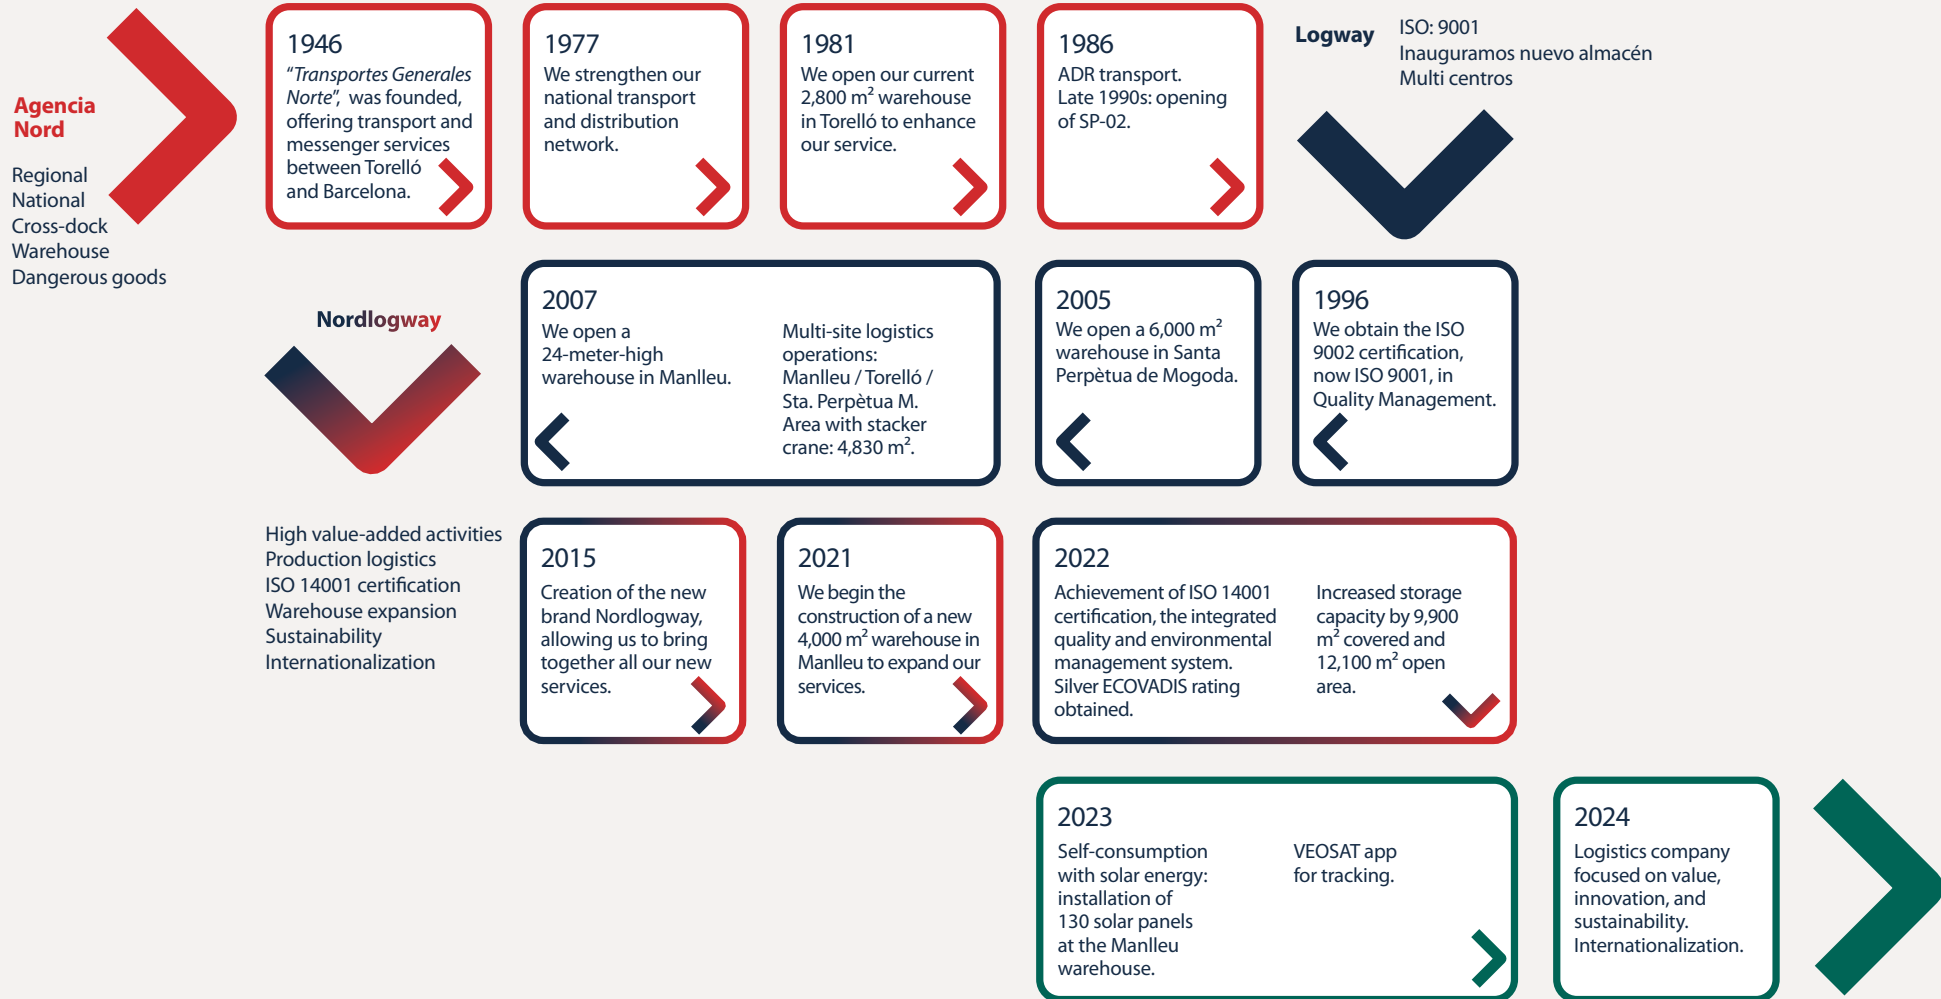 Agencia
Nord
Regional
National
Cross-dock
Warehouse
Dangerous goods
1946
“Transportes Generales
Norte”, was founded,
offering transport and
messenger services
between Torelló
and Barcelona.
1977
We strengthen our
national transport
and distribution
network.
1981
We open our current
2,800 m² warehouse
in Torelló to enhance
our service.
1986
ADR transport.
Late 1990s: opening
of SP-02.
Logway
ISO: 9001
Inauguramos nuevo almacén
Multi centros
1996
We obtain the ISO
9002 certification,
now ISO 9001, in
Quality Management.
2005
We open a 6,000 m²
warehouse in Santa
Perpètua de Mogoda.
2007
We open a
24-meter-high
warehouse in Manlleu.
Multi-site logistics
operations:
Manlleu / Torelló /
Sta. Perpètua M.
Area with stacker
crane: 4,830 m².
Nordlogway
High value-added activities
Production logistics
ISO 14001 certification
Warehouse expansion
Sustainability
Internationalization
2015
Creation of the new
brand Nordlogway,
allowing us to bring
together all our new
services.
2021
We begin the
construction of a new
4,000 m² warehouse in
Manlleu to expand our
services.
2022
Achievement of ISO 14001
certification, the integrated
quality and environmental
management system.
Silver ECOVADIS rating
obtained.
Increased storage
capacity by 9,900
m² covered and
12,100 m² open
area.
2023
Self-consumption
with solar energy:
installation of
130 solar panels
at the Manlleu
warehouse.
VEOSAT app
for tracking.
2024
Logistics company
focused on value,
innovation, and
sustainability.
Internationalization.